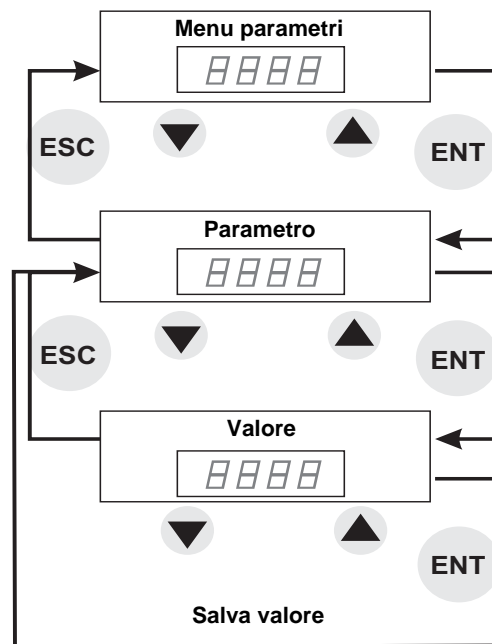 Menu parametri
8888
ESC
ENT
Parametro
8888
ESC
ENT
Valore
8888
ENT
Salva valore